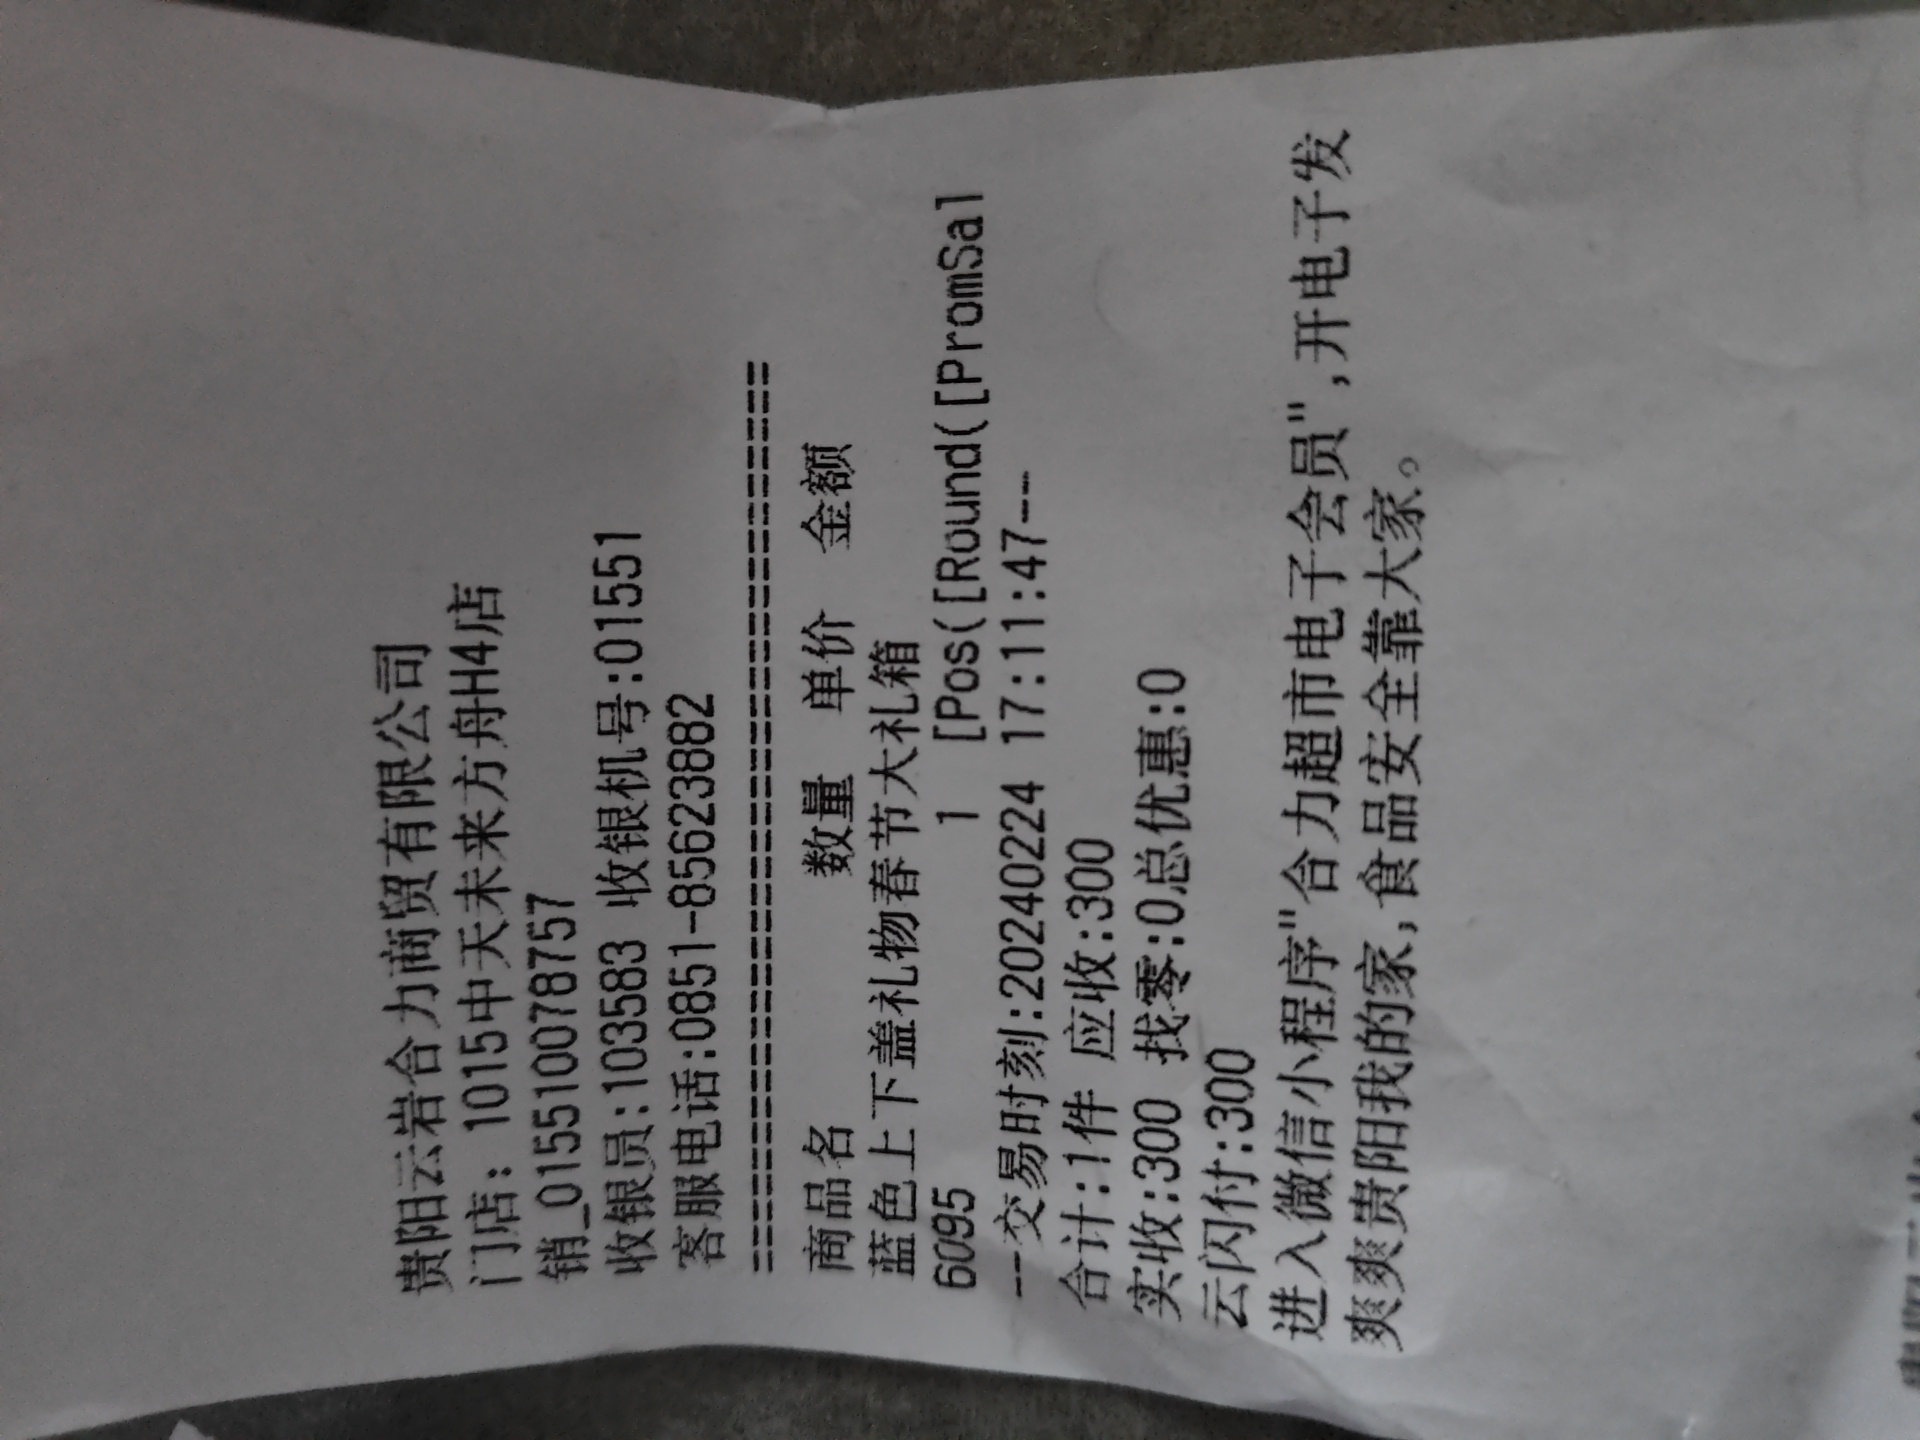 贵阳云岩合力商贸有限公司
门店: 1015中天未来方舟H4店
销_015510078757
收银员:103583 收银机号:01551
客服电话:0851-85623882
======================================
商品名 数量 单价 金额
蓝色上下盖礼物春节大礼箱
6095 1 [Pos([Round([PromSal
--交易时刻:20240224 17:11:47--
合计:1件 应收:300
实收:300 找零:0总优惠:0
云闪付:300
进入微信小程序"合力超市电子会员",开电子发
爽爽贵阳我的家,食品安全靠大家。